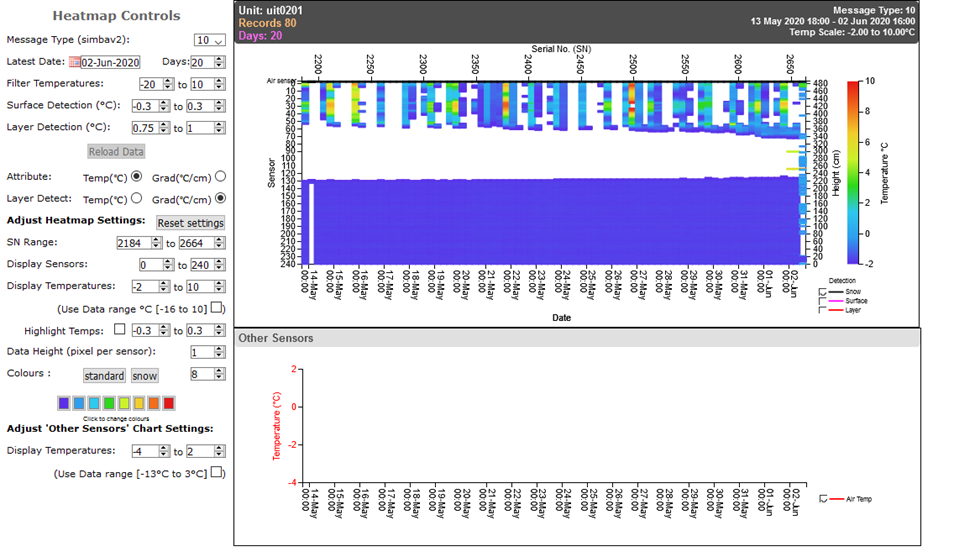 Heatmap Controls
Message Type (simbav2): 10
Latest Date: 02-Jun-2020 Days: 20
Filter Temperatures: -20 to 10
Surface Detection (°C): -0.3 to 0.3
Layer Detection (°C): 0.75 to 1
Reload Data
Attribute: Temp(°C) Grad(°C/cm)
Layer Detect: Temp(°C) Grad(°C/cm)
Adjust Heatmap Settings: Reset settings
SN Range: 2184 to 2664
Display Sensors: 0 to 240
Display Temperatures: -2 to 10
(Use Data range °C [-16 to 10] )
Highlight Temps: -0.3 to 0.3
Data Height (pixel per sensor): 1
Colours : standard snow 8
Click to change colours
Adjust 'Other Sensors' Chart Settings:
Display Temperatures: -4 to 2
(Use Data range [-13°C to 3°C] )
Unit: uit0201
Records 80
Days: 20
Message Type: 10
13 May 2020 18:00 - 02 Jun 2020 16:00
Temp Scale: -2.00 to 10.00°C
Serial No. (SN)
2200 2250 2300 2350 2400 2450 2500 2550 2600
Air sensor
Sensor
10
20
30
40
50
60
70
80
90
100
110
120
130
140
150
160
170
180
190
200
210
220
230
240
480
460
440
420
400
380
360
340
320
300
280
260
240
220
200
180
160
140
120
100
80
60
40
20
0
Height (cm)
10
8
6
4
2
0
-2
Temperature °C
14-May 00:00
15-May 00:00
16-May 00:00
17-May 00:00
18-May 00:00
19-May 00:00
20-May 00:00
21-May 00:00
22-May 00:00
23-May 00:00
24-May 00:00
25-May 00:00
26-May 00:00
27-May 00:00
28-May 00:00
29-May 00:00
30-May 00:00
31-May 00:00
01-Jun 00:00
02-Jun 00:00
Date
Detection
Snow
Surface
Layer
Other Sensors
Temperature (°C)
2
0
-2
-4
14-May 00:00
15-May 00:00
16-May 00:00
17-May 00:00
18-May 00:00
19-May 00:00
20-May 00:00
21-May 00:00
22-May 00:00
23-May 00:00
24-May 00:00
25-May 00:00
26-May 00:00
27-May 00:00
28-May 00:00
29-May 00:00
30-May 00:00
31-May 00:00
01-Jun 00:00
02-Jun 00:00
Air Temp